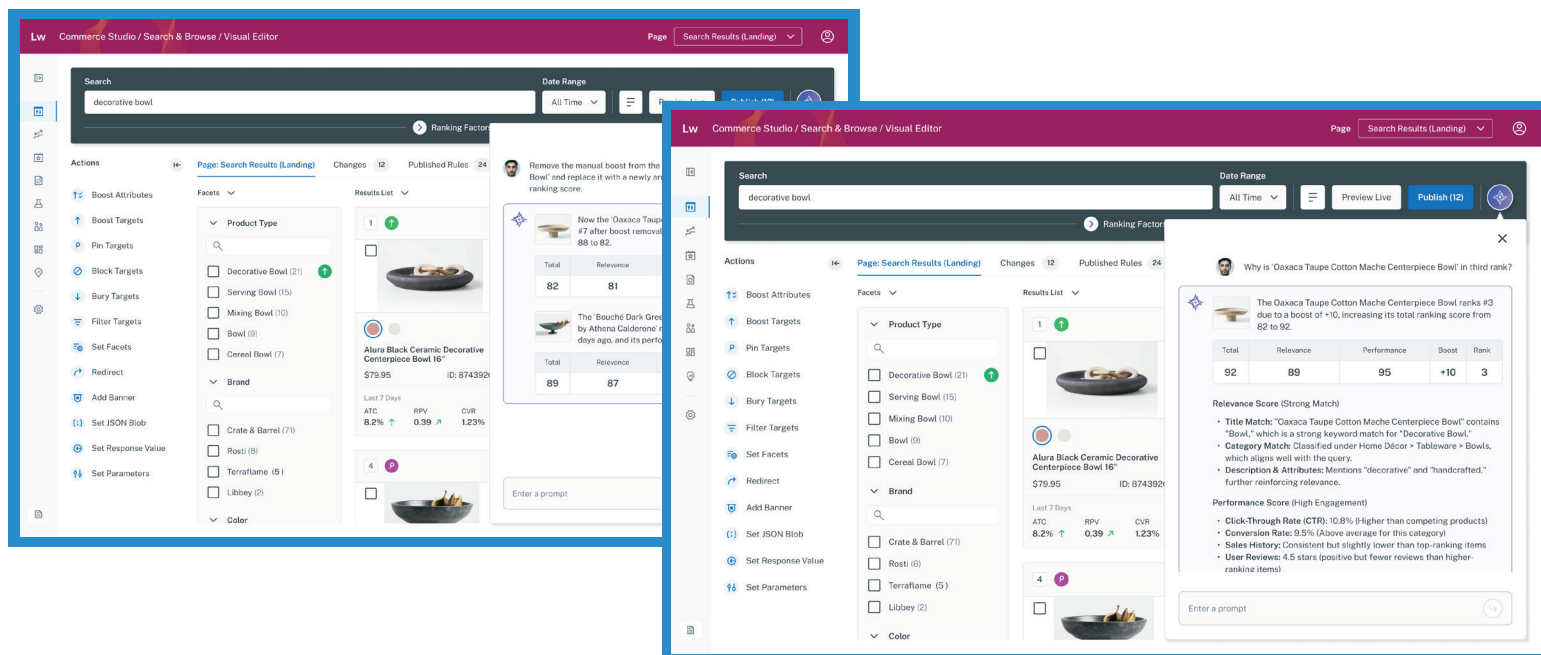 Lw Commerce Studio / Search & Browse / Visual Editor Page Search Results (Landing)
Search Date Range
decorative bowl All Time
Ranking Factors
Actions Page: Search Results (Landing) Changes 12 Published Rules 24
Boost Attributes
Boost Targets
Pin Targets
Block Targets
Bury Targets
Filter Targets
Set Facets
Redirect
Add Banner
Set JSON Blob
Set Response Value
Set Parameters
Facets
Product Type
Decorative Bowl (21)
Serving Bowl (15)
Mixing Bowl (10)
Bowl (9)
Cereal Bowl (7)
Brand
Crate & Barrel (71)
Rosti (8)
Terraflame (5)
Libbey (2)
Color
Results List
1
Alura Black Ceramic Decorative
Centerpiece Bowl 16"
$79.95 ID: 874392
Last 7 Days
ATC RPV CVR
8.2% 0.39 1.23%
4 P
Remove the manual boost from the
Bowl' and replace it with a newly
ranking score.
Now the 'Oaxaca Taupe
#7 after boost removal
88 to 82.
Total Relevance
82 81
The 'Bouché Dark
by Athena Calderone'
days ago, and its
Total Relevance
89 87
Enter a prompt
Lw Commerce Studio / Search & Browse / Visual Editor Page Search Results (Landing)
Search Date Range
decorative bowl All Time Preview Live Publish (12)
Ranking Factors
Actions Page: Search Results (Landing) Changes 12 Published Rules 24
Boost Attributes
Boost Targets
Pin Targets
Block Targets
Bury Targets
Filter Targets
Set Facets
Redirect
Add Banner
Set JSON Blob
Set Response Value
Set Parameters
Facets
Product Type
Decorative Bowl (21)
Serving Bowl (15)
Mixing Bowl (10)
Bowl (9)
Cereal Bowl (7)
Brand
Crate & Barrel (71)
Rosti (8)
Terraflame (5)
Libbey (2)
Color
Results List
1
Alura Black Ceramic Decorative
Centerpiece Bowl 16"
$79.95 ID: 874392
Last 7 Days
ATC RPV CVR
8.2% 0.39 1.23%
4 P
Why is 'Oaxaca Taupe Cotton Mache Centerpiece Bowl' in third rank?
The Oaxaca Taupe Cotton Mache Centerpiece Bowl ranks #3
due to a boost of +10, increasing its total ranking score from
82 to 92.
Total Relevance Performance Boost Rank
92 89 95 +10 3
Relevance Score (Strong Match)
• Title Match: "Oaxaca Taupe Cotton Mache Centerpiece Bowl" contains
"Bowl," which is a strong keyword match for "Decorative Bowl."
• Category Match: Classified under Home Décor > Tableware > Bowls,
which aligns well with the query.
• Description & Attributes: Mentions "decorative" and "handcrafted,"
further reinforcing relevance.
Performance Score (High Engagement)
• Click-Through Rate (CTR): 10.8% (Higher than competing products)
• Conversion Rate: 9.5% (Above average for this category)
• Sales History: Consistent but slightly lower than top-ranking items
• User Reviews: 4.5 stars (positive but fewer reviews than higher-
ranking items)
Enter a prompt